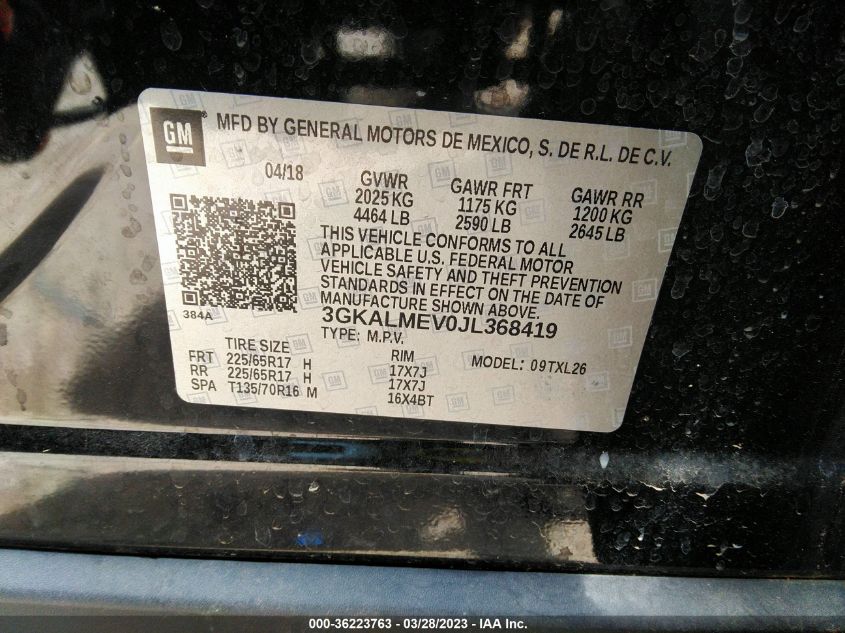 GM ® MFD BY GENERAL MOTORS DE MEXICO, S. DE R.L. DE C.V.
04/18
GVWR GAWR FRT GAWR RR
2025 KG 1175 KG 1200 KG
4464 LB 2590 LB 2645 LB
THIS VEHICLE CONFORMS TO ALL
APPLICABLE U.S. FEDERAL MOTOR
VEHICLE SAFETY AND THEFT PREVENTION
STANDARDS IN EFFECT ON THE DATE OF
MANUFACTURE SHOWN ABOVE.
384A
3GKALMEV0JL368419
TYPE: M.P.V.
MODEL: 09TXL26
TIRE SIZE RIM
FRT 225/65R17 H 17X7J
RR 225/65R17 H 17X7J
SPA T135/70R16 M 16X4BT
000-36223763 - 03/28/2023 - IAA Inc.